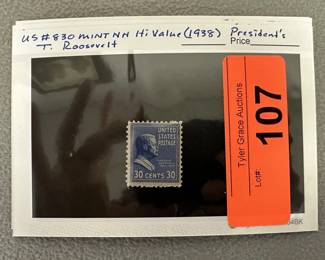 US #830 MINT NN Hi Value (1938) President's
T. Roosevelt
Price
UNITED
STATES
POSTAGE
30 CENTS 30
Tyler Grace Auctions
Lot#: 107